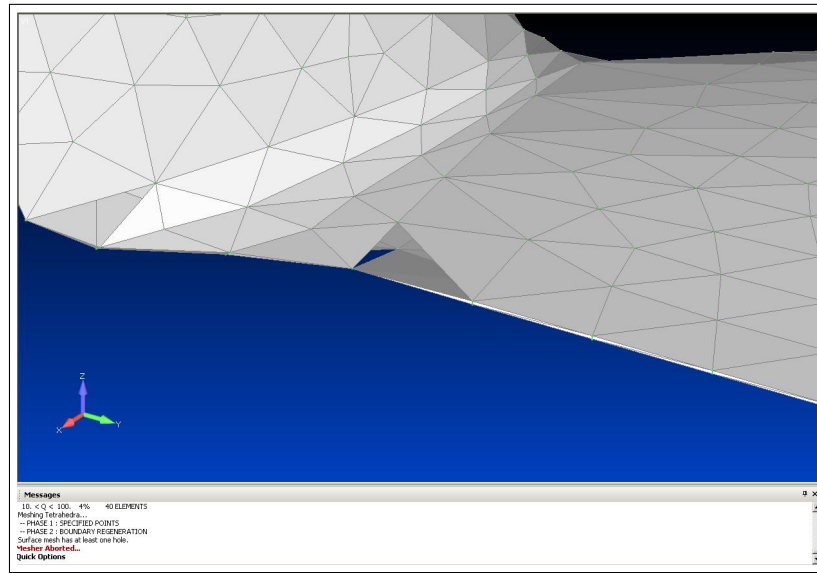 Z
X
Y
Messages
10. < Q < 100. 4% 40 ELEMENTS
Meshing Tetrahedra...
-- PHASE 1 : SPECIFIED POINTS
-- PHASE 2 : BOUNDARY REGENERATION
Surface mesh has at least one hole.
Mesher Aborted...
Quick Options